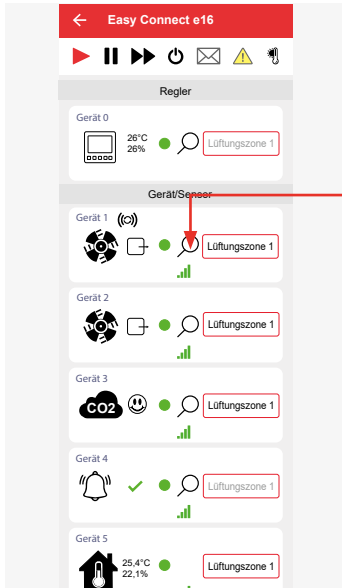 Easy Connect e16
Regler
Gerät 0
26°C
26%
Lüftungszone 1
Gerät/Sensor
Gerät 1
Lüftungszone 1
Gerät 2
Lüftungszone 1
Gerät 3
CO2
Lüftungszone 1
Gerät 4
Lüftungszone 1
Gerät 5
25,4°C
22,1%
Lüftungszone 1